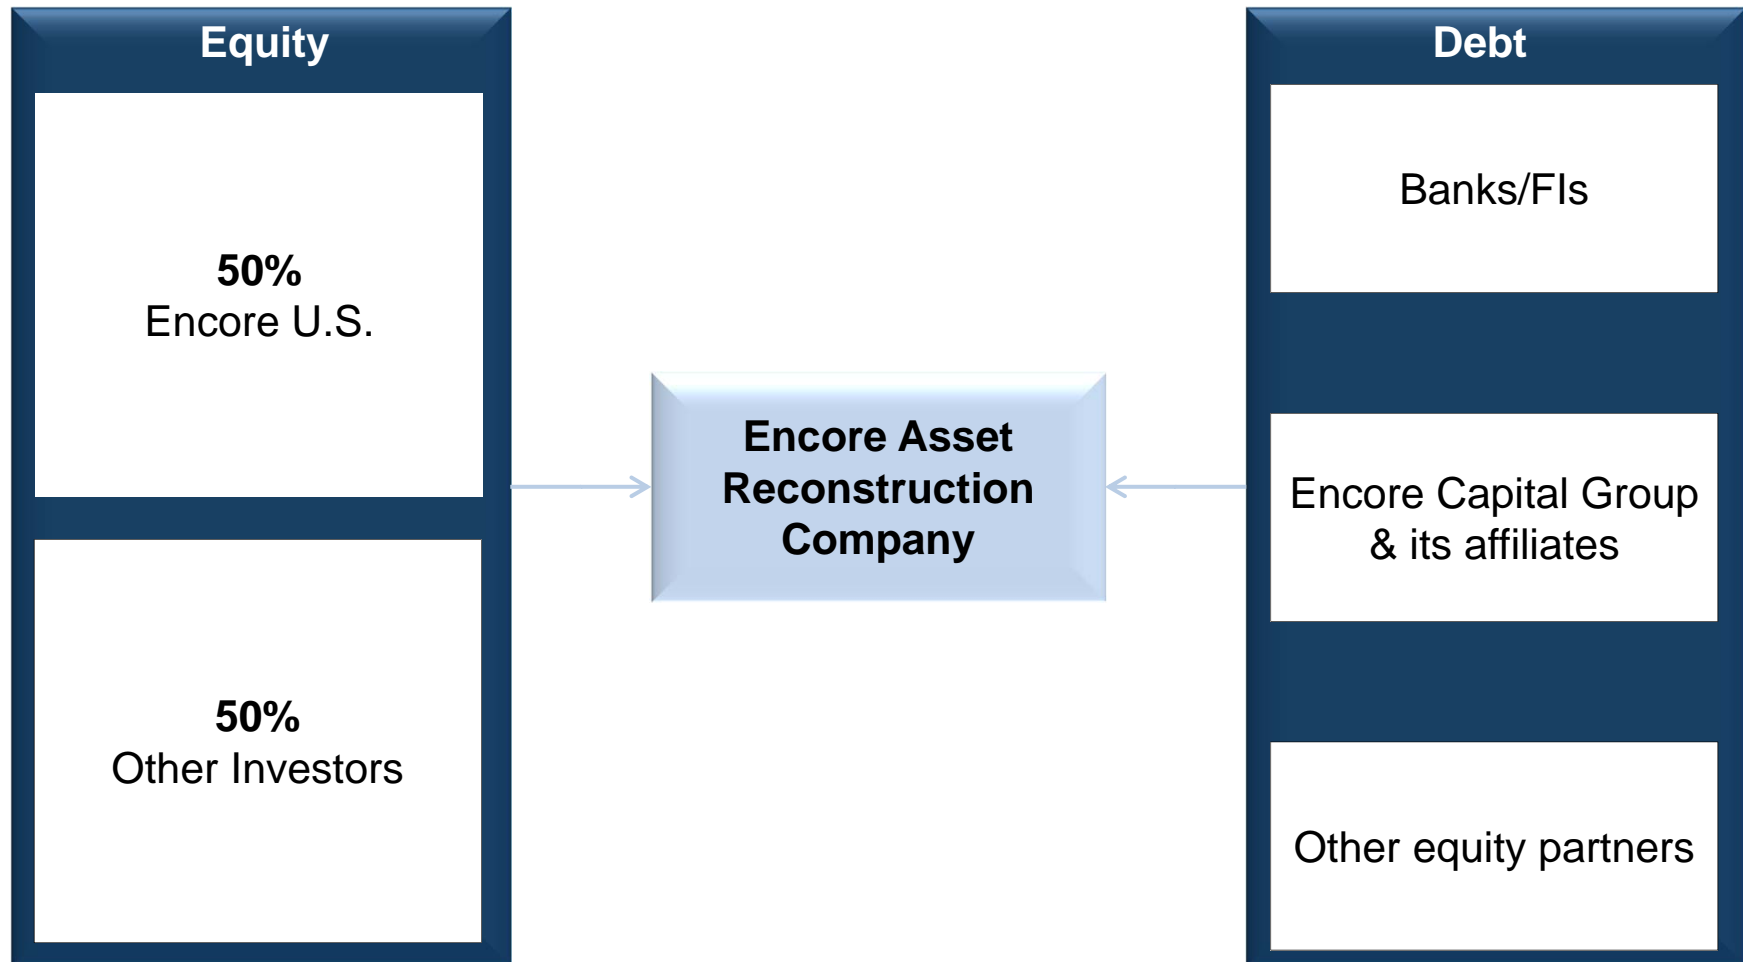 Equity
50%
Encore U.S.
50%
Other Investors
Encore Asset
Reconstruction
Company
Debt
Banks/FIs
Encore Capital Group
& its affiliates
Other equity partners